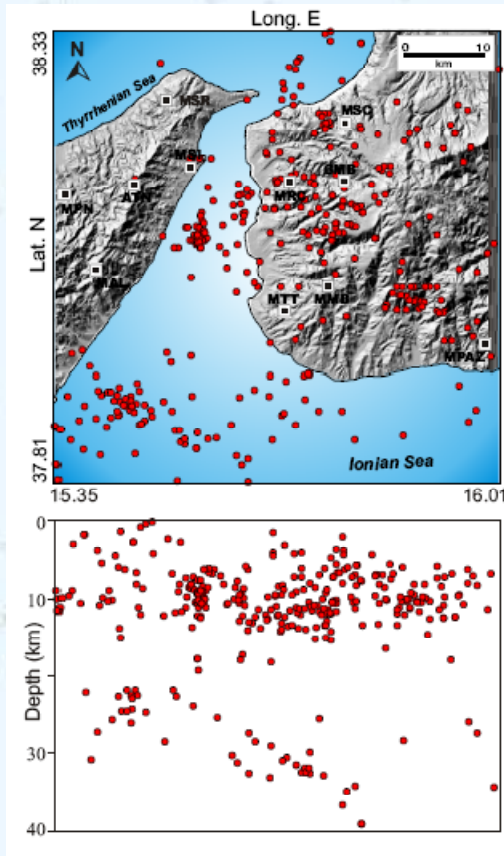 Long. E
38.33
N
0 10
km
Thyrrhenian Sea
MSR
MSC
MSL
GMB
MPN
ATN
MRC
Lat. N
MAL
MTT
MMB
MPAZ
37.81
Ionian Sea
15.35
16.01
0
10
Depth (km)
30
40